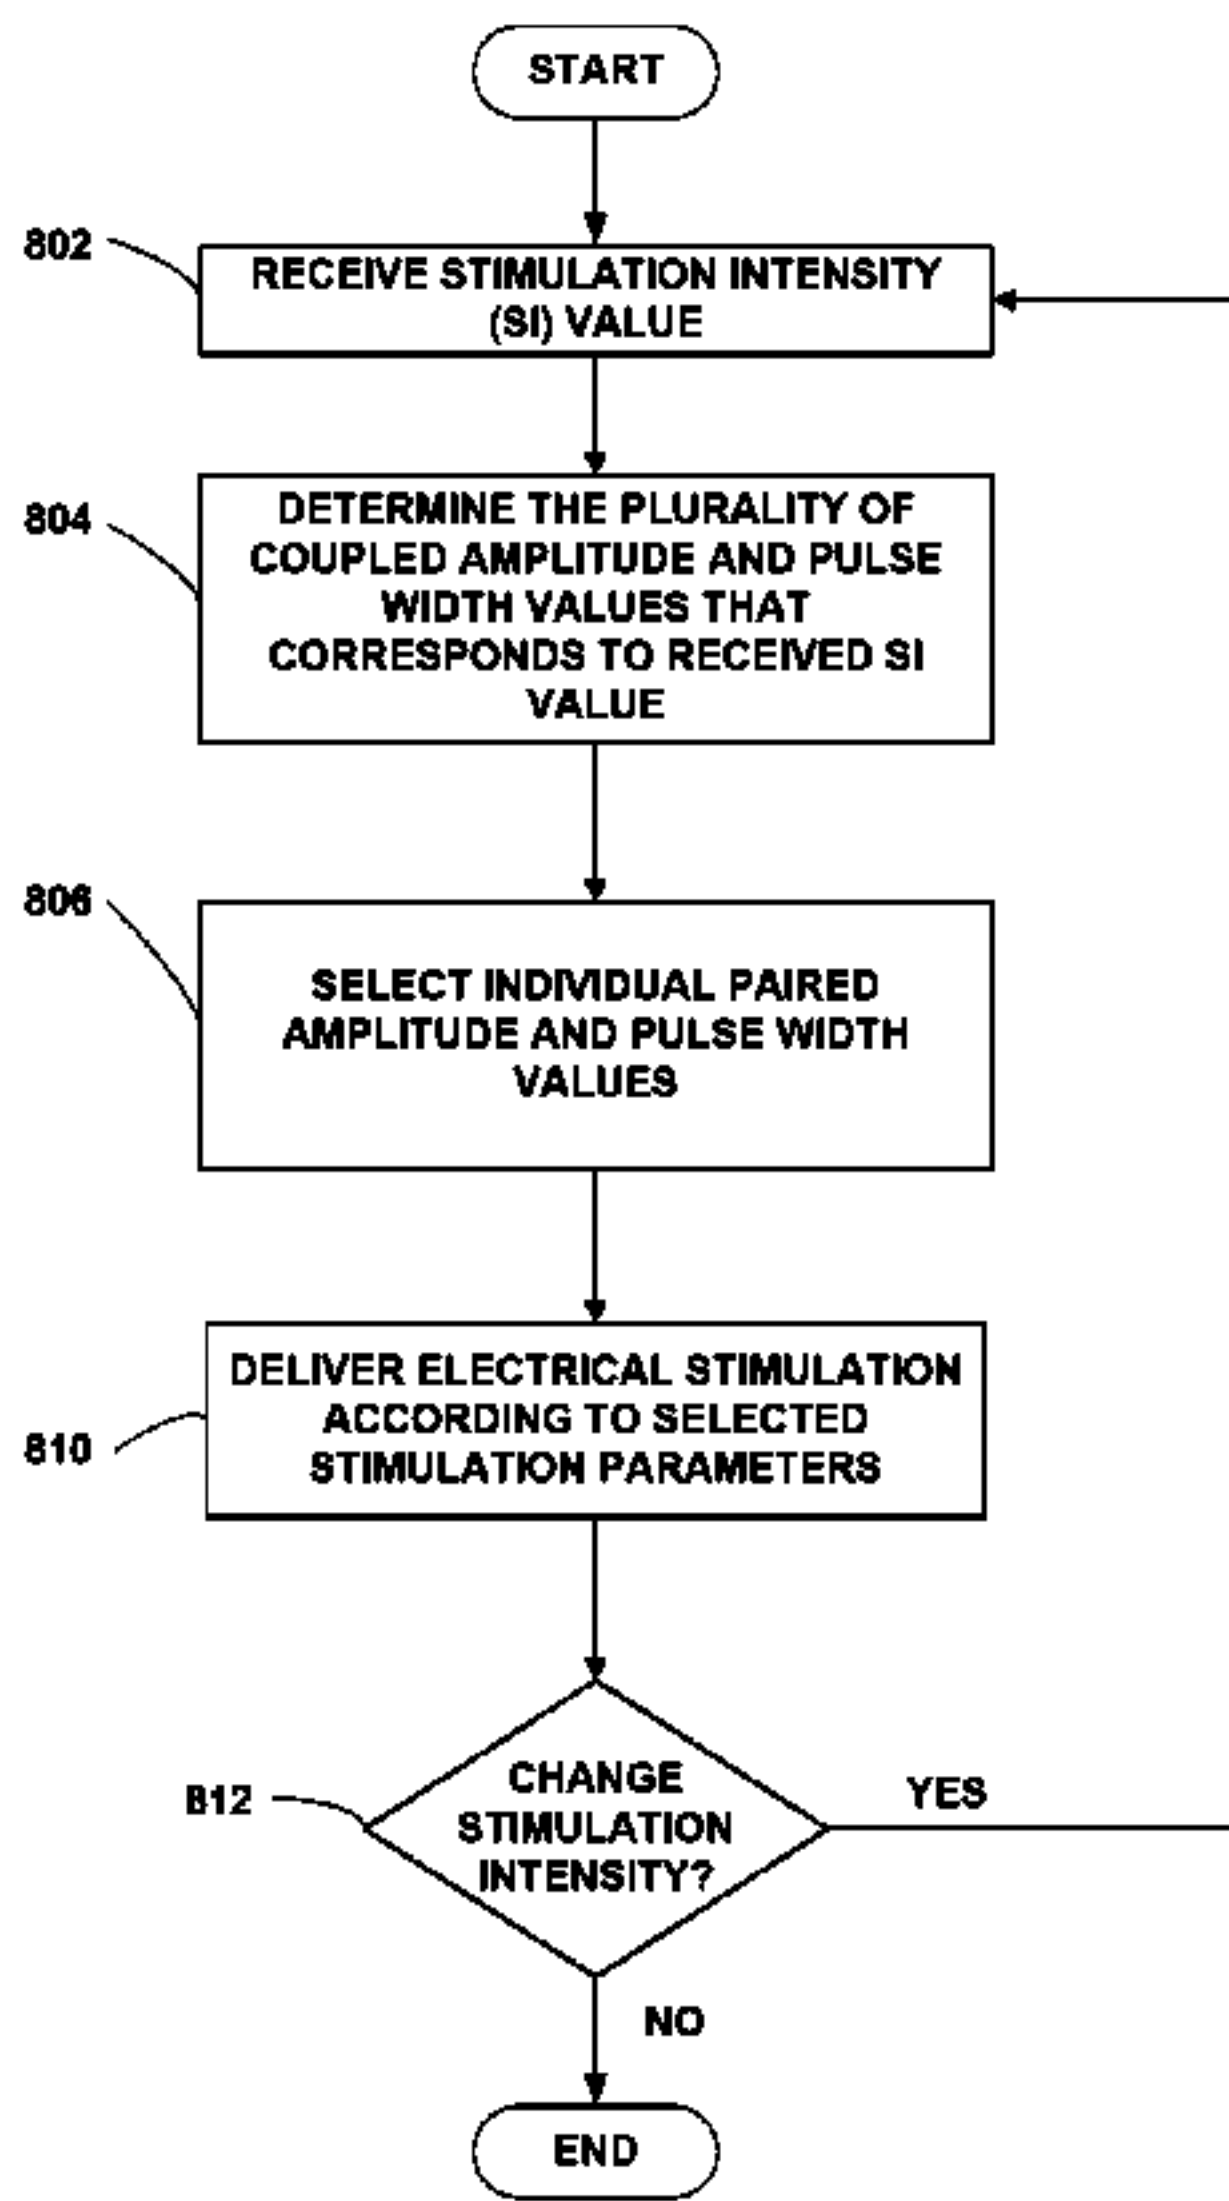 START
802
RECEIVE STIMULATION INTENSITY
(SI) VALUE
804
DETERMINE THE PLURALITY OF
COUPLED AMPLITUDE AND PULSE
WIDTH VALUES THAT
CORRESPONDS TO RECEIVED SI
VALUE
806
SELECT INDIVIDUAL PAIRED
AMPLITUDE AND PULSE WIDTH
VALUES
810
DELIVER ELECTRICAL STIMULATION
ACCORDING TO SELECTED
STIMULATION PARAMETERS
812
CHANGE
STIMULATION
INTENSITY?
YES
NO
END